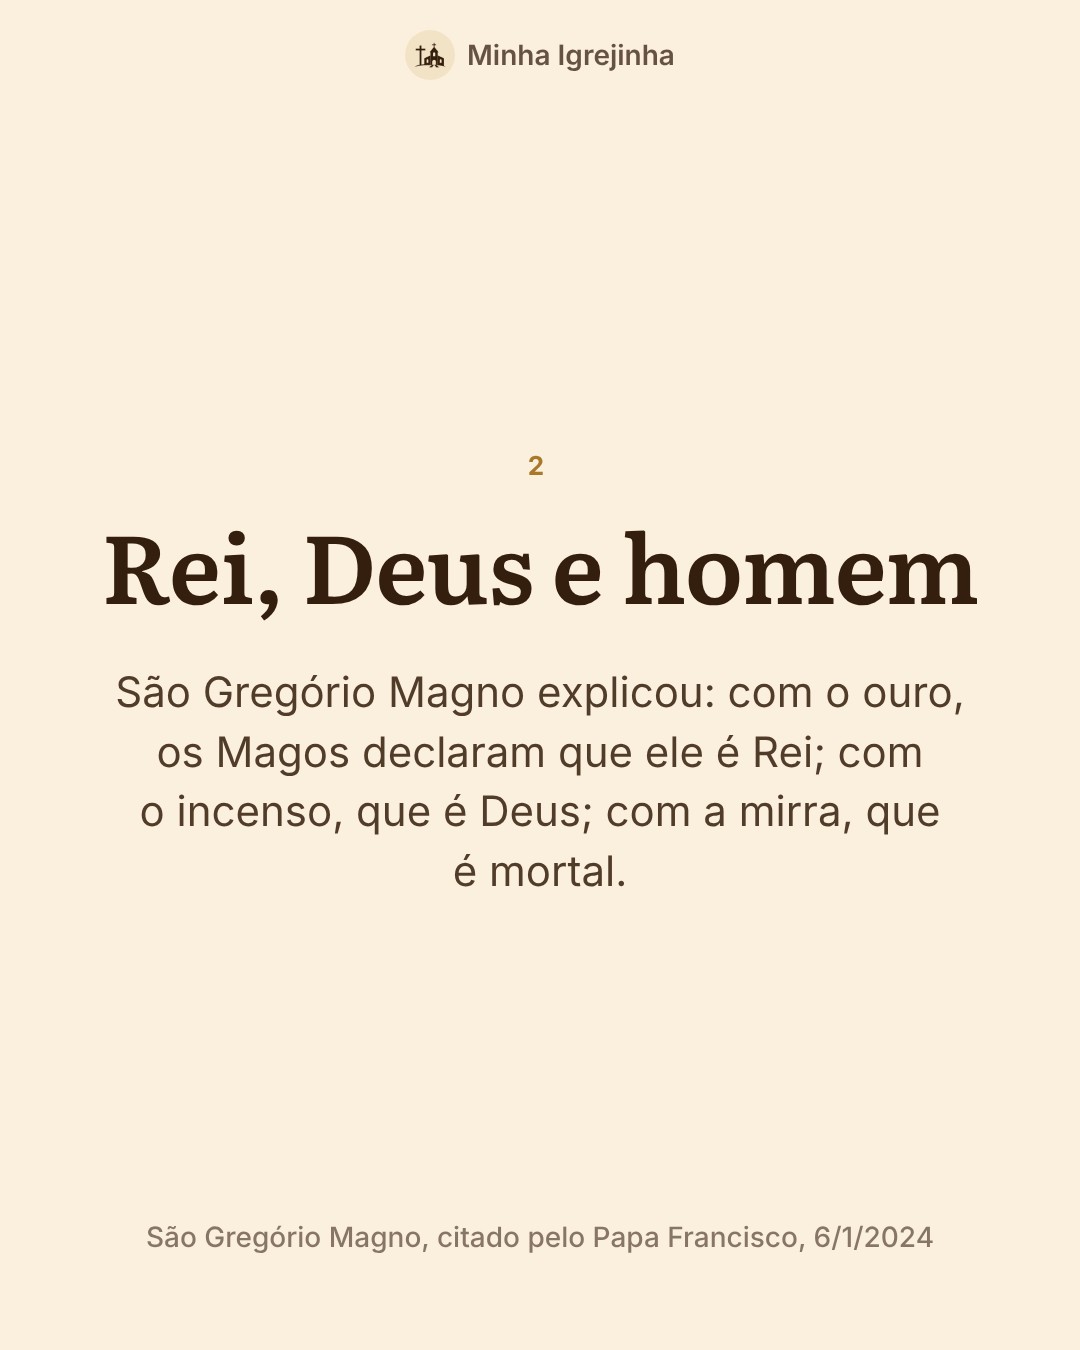 Minha Igrejinha
2
Rei, Deus e homem
São Gregório Magno explicou: com o ouro,
os Magos declaram que ele é Rei; com
o incenso, que é Deus; com a mirra, que
é mortal.
São Gregório Magno, citado pelo Papa Francisco, 6/1/2024